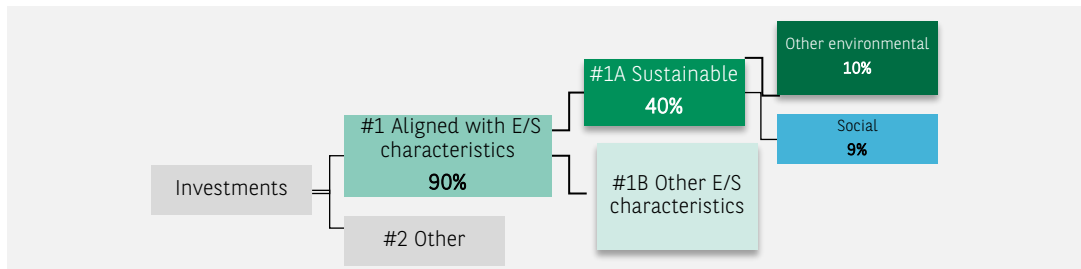 Investments
#1 Aligned with E/S
characteristics
90%
#2 Other
#1A Sustainable
40%
#1B Other E/S
characteristics
Other environmental
10%
Social
9%